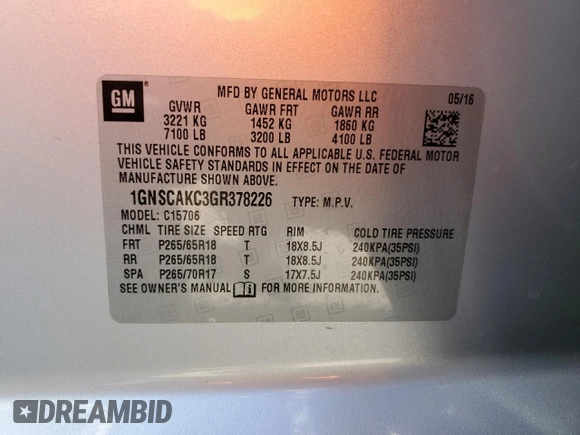 GM
MFD BY GENERAL MOTORS LLC
05/16
GVWR GAWR FRT GAWR RR
3221 KG 1452 KG 1860 KG
7100 LB 3200 LB 4100 LB
THIS VEHICLE CONFORMS TO ALL APPLICABLE U.S. FEDERAL MOTOR
VEHICLE SAFETY STANDARDS IN EFFECT ON THE DATE OF
MANUFACTURE SHOWN ABOVE.
1GNSCAKC3GR378226 TYPE: M.P.V.
MODEL: C15706
CHML TIRE SIZE SPEED RTG RIM COLD TIRE PRESSURE
FRT P265/65R18 T 18X8.5J 240KPA(35PSI)
RR P265/65R18 T 18X8.5J 240KPA(35PSI)
SPA P265/70R17 S 17X7.5J 240KPA(35PSI)
SEE OWNER'S MANUAL i FOR MORE INFORMATION.
DREAMBID